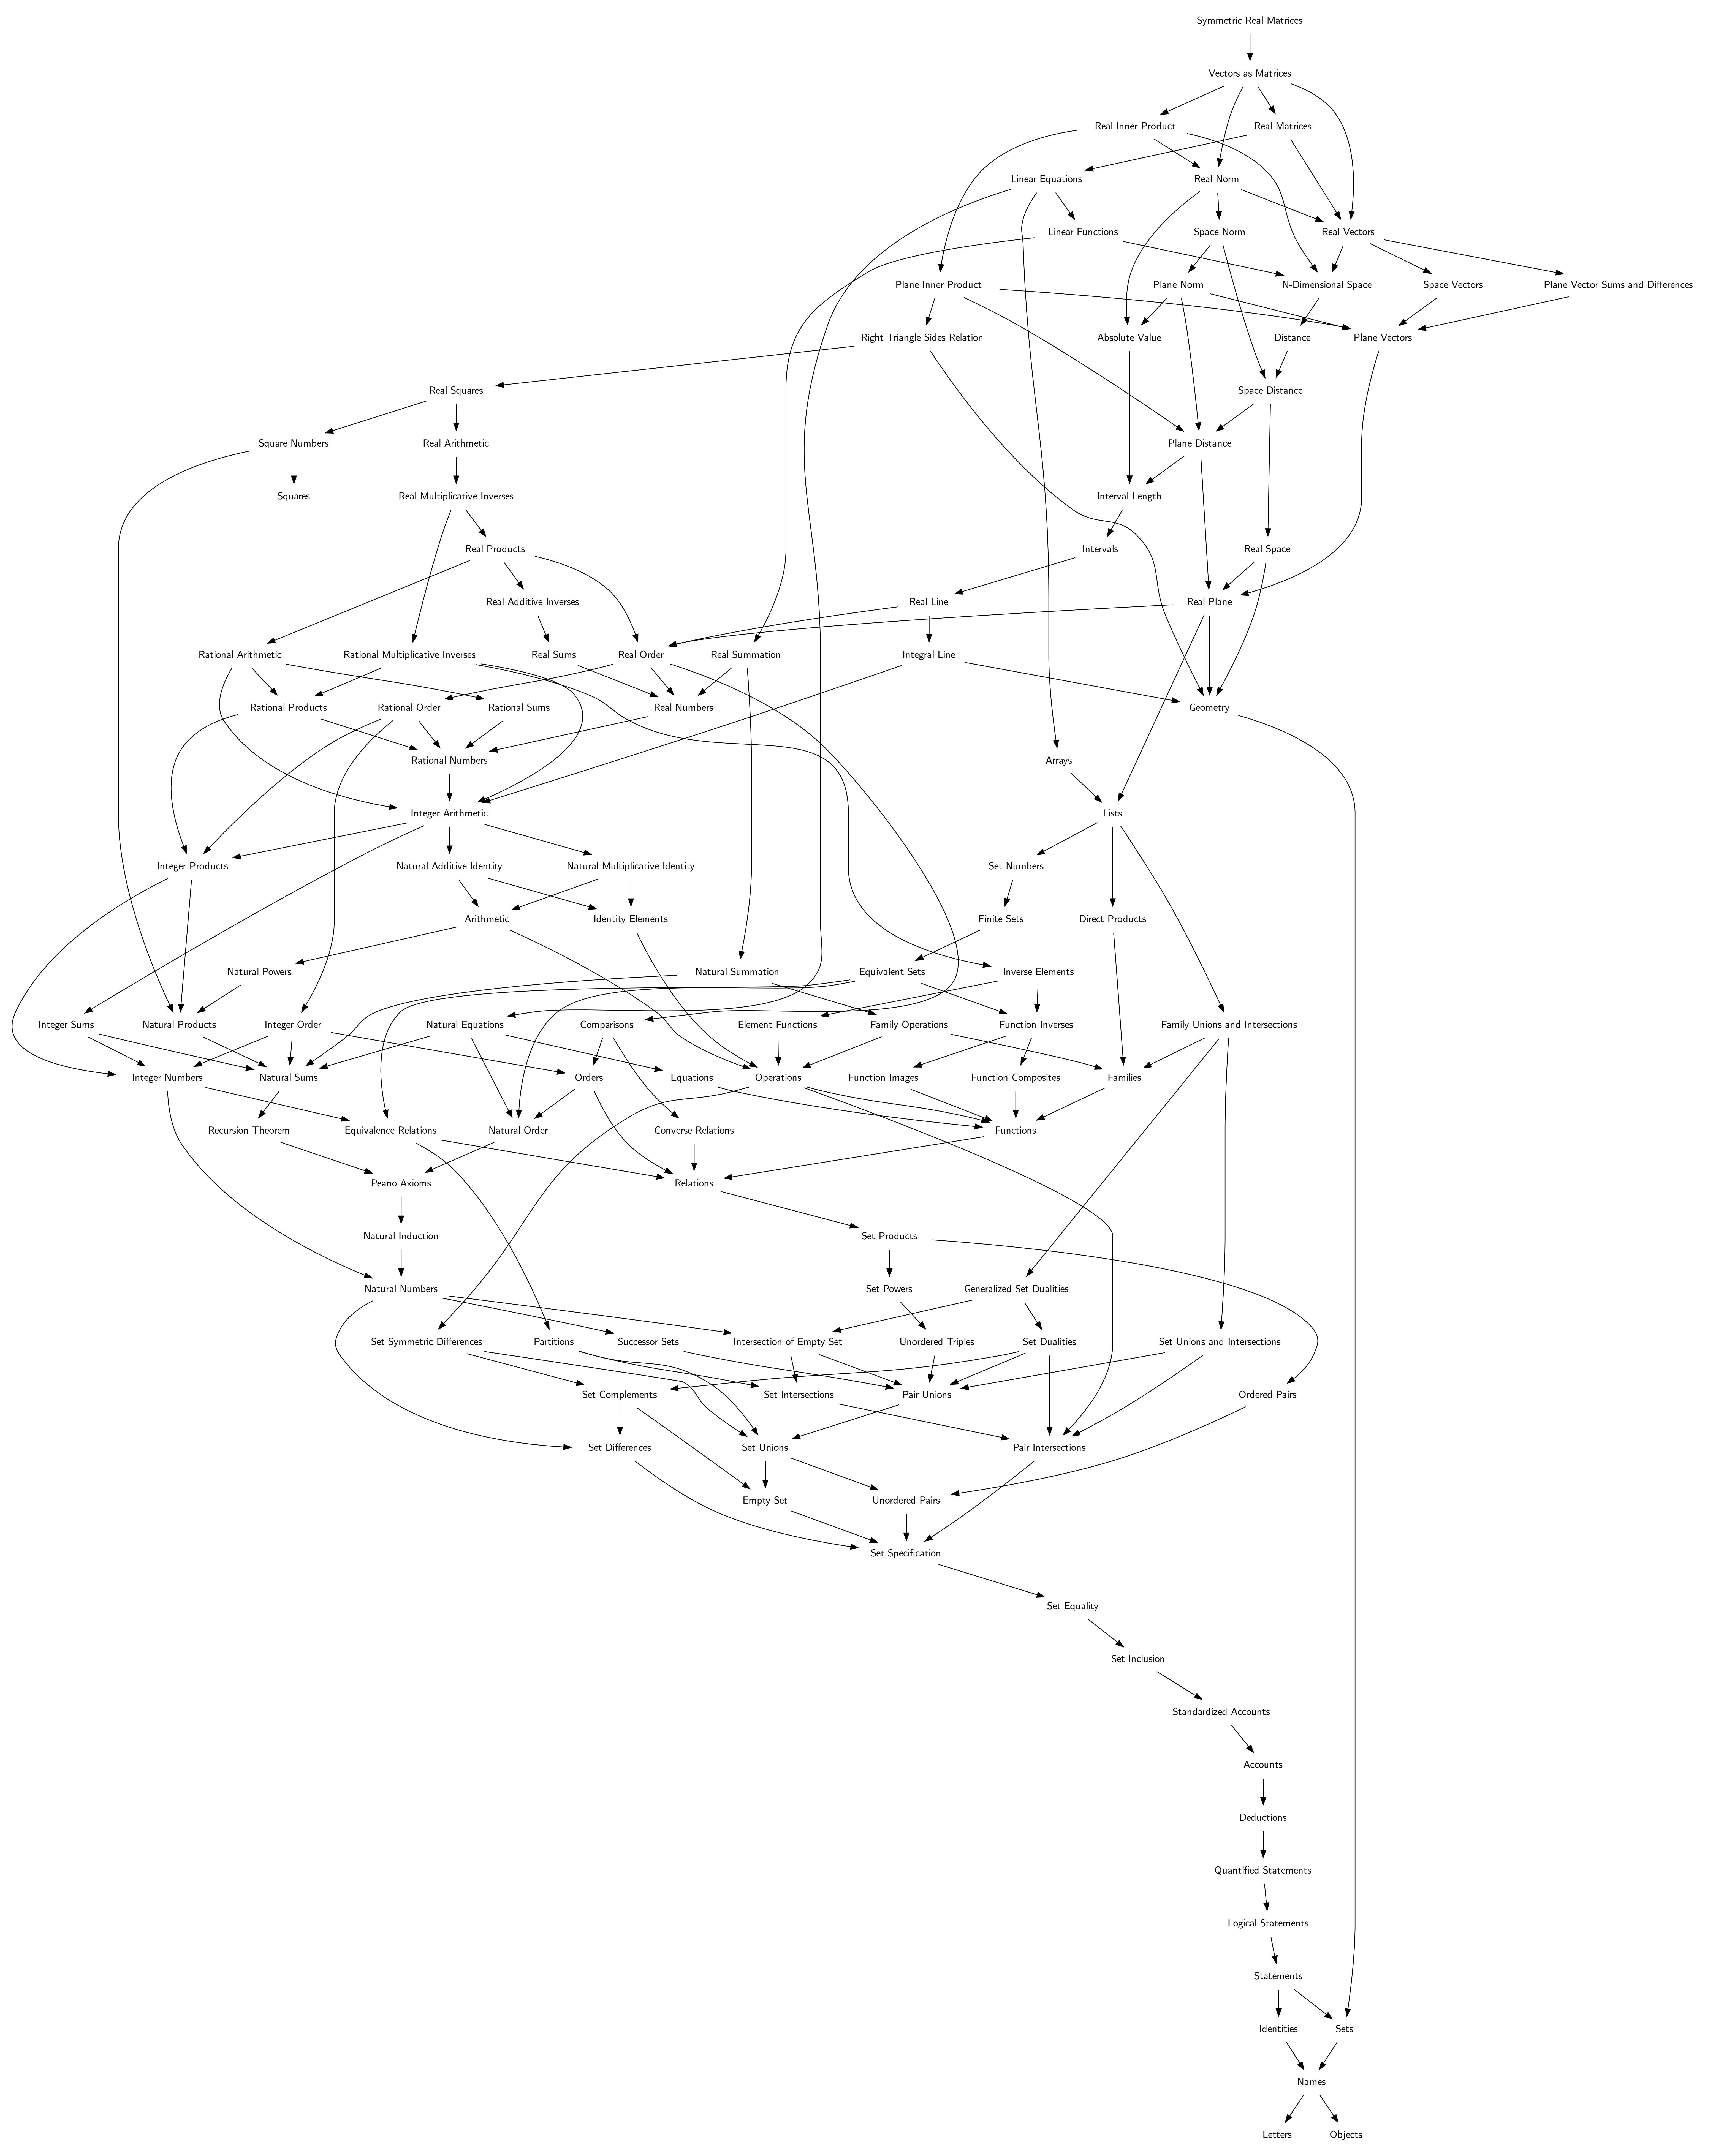 Symmetric Real Matrices
Vectors as Matrices
Real Inner Product
Real Matrices
Linear Equations
Real Norm
Linear Functions
Space Norm
Real Vectors
Plane Inner Product
Plane Norm
N-Dimensional Space
Space Vectors
Plane Vector Sums and Differences
Right Triangle Sides Relation
Absolute Value
Distance
Plane Vectors
Real Squares
Space Distance
Square Numbers
Real Arithmetic
Plane Distance
Squares
Real Multiplicative Inverses
Interval Length
Real Products
Intervals
Real Space
Real Additive Inverses
Real Line
Real Plane
Rational Arithmetic
Rational Multiplicative Inverses
Real Sums
Real Order
Real Summation
Integral Line
Rational Products
Rational Order
Rational Sums
Real Numbers
Geometry
Rational Numbers
Arrays
Integer Arithmetic
Lists
Integer Products
Natural Additive Identity
Natural Multiplicative Identity
Set Numbers
Arithmetic
Identity Elements
Finite Sets
Direct Products
Natural Powers
Natural Summation
Equivalent Sets
Inverse Elements
Integer Sums
Natural Products
Integer Order
Natural Equations
Comparisons
Element Functions
Family Operations
Function Inverses
Family Unions and Intersections
Integer Numbers
Natural Sums
Orders
Equations
Operations
Function Images
Function Composites
Families
Recursion Theorem
Equivalence Relations
Natural Order
Converse Relations
Functions
Peano Axioms
Relations
Natural Induction
Set Products
Natural Numbers
Set Powers
Generalized Set Dualities
Set Symmetric Differences
Partitions
Successor Sets
Intersection of Empty Set
Unordered Triples
Set Dualities
Set Unions and Intersections
Set Complements
Set Intersections
Pair Unions
Ordered Pairs
Set Differences
Set Unions
Pair Intersections
Empty Set
Unordered Pairs
Set Specification
Set Equality
Set Inclusion
Standardized Accounts
Accounts
Deductions
Quantified Statements
Logical Statements
Statements
Identities
Sets
Names
Letters
Objects